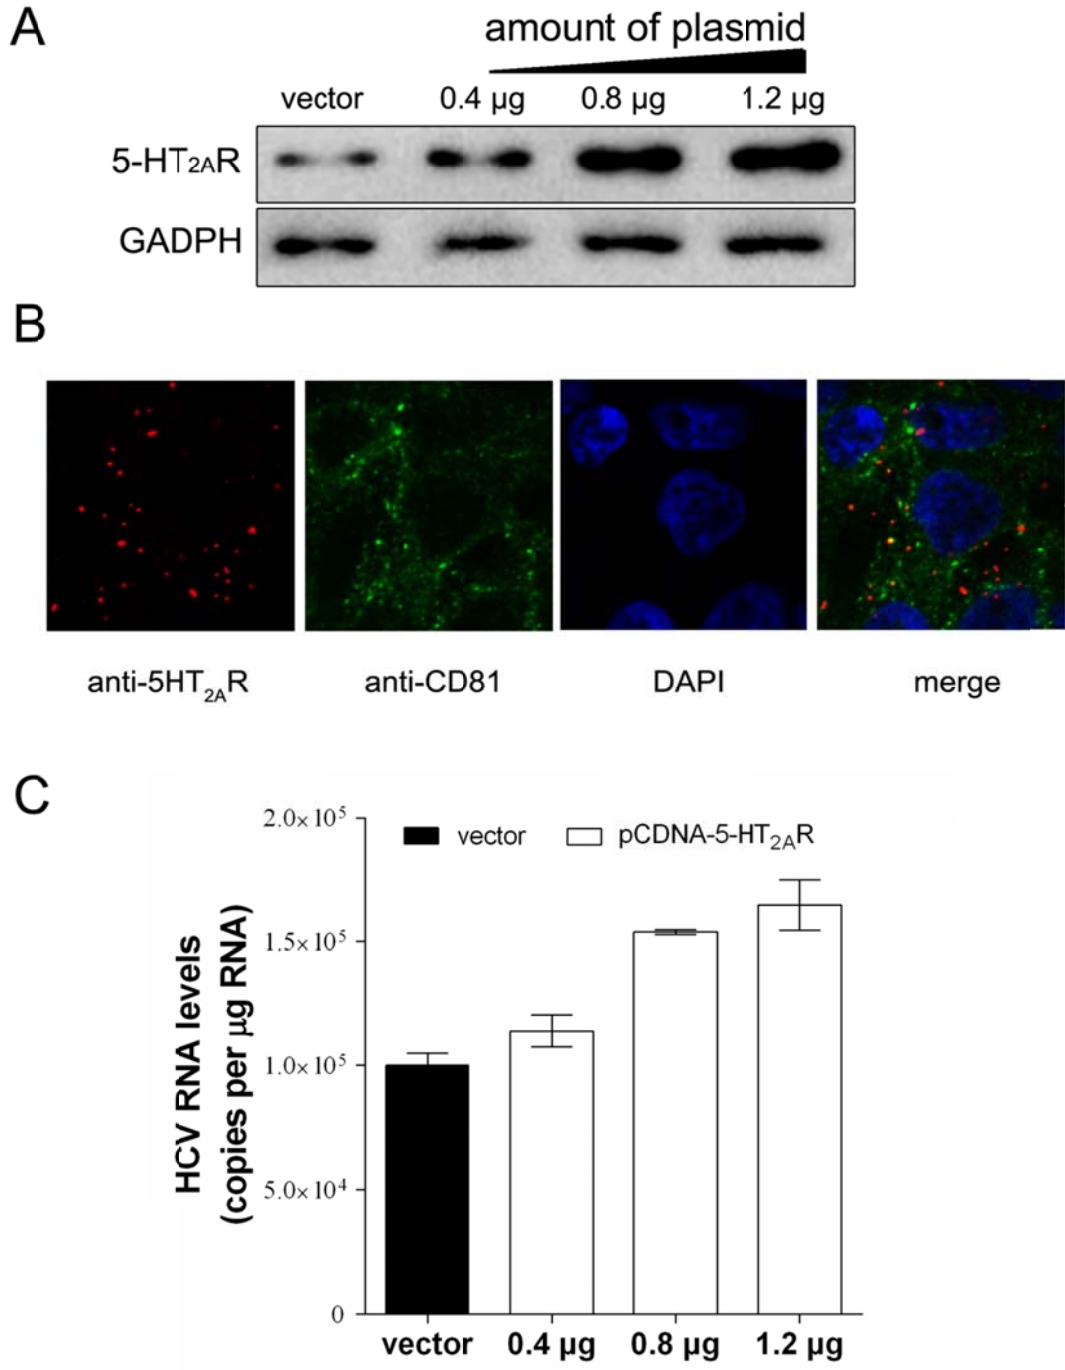 A
amount of plasmid
vector 0.4 µg 0.8 µg 1.2 µg
5-HT2AR
GADPH
B
anti-5HT2AR anti-CD81 DAPI merge
C
2.0×10⁵
vector pCDNA-5-HT2AR
1.5×10⁵
1.0×10⁵
5.0×10⁴
0
HCV RNA levels
(copies per µg RNA)
vector 0.4 µg 0.8 µg 1.2 µg